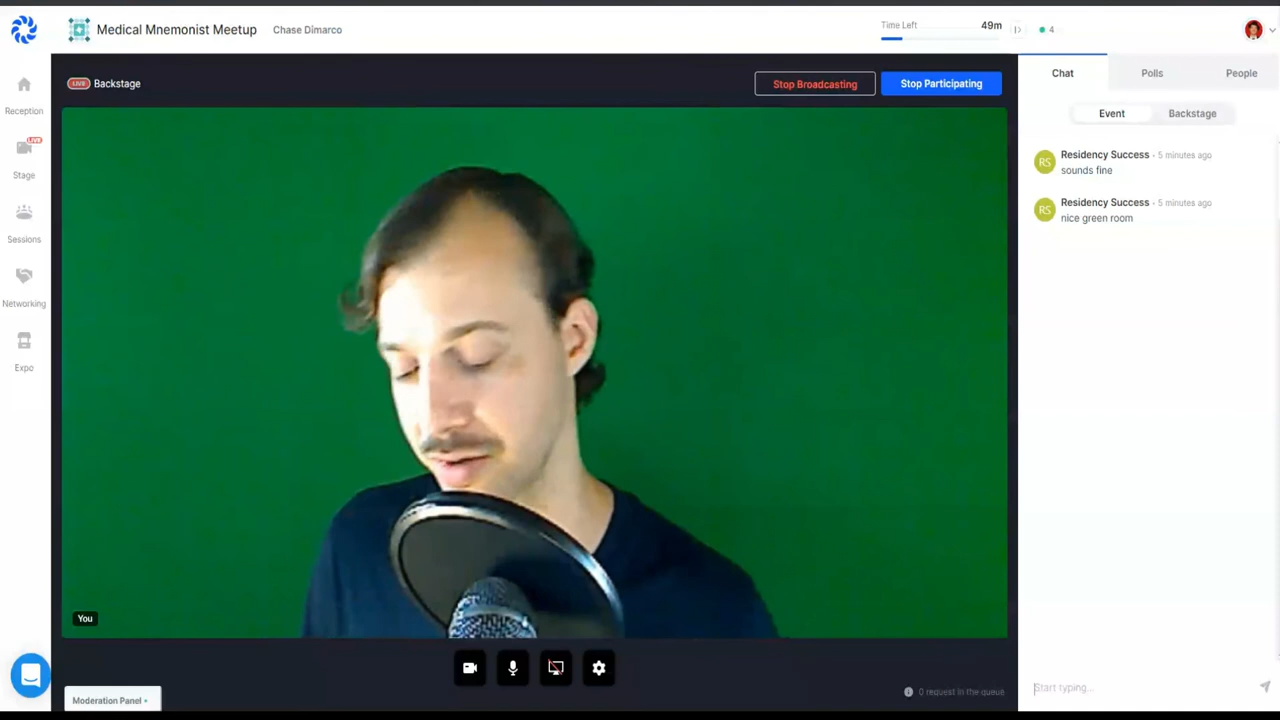 Medical Mnemonist Meetup
Chase Dimarco
Time Left
49m
4
Reception
LIVE
Stage
Sessions
Networking
Expo
LIVE Backstage
Stop Broadcasting
Stop Participating
You
Moderation Panel
0 request in the queue
Chat
Polls
People
Event
Backstage
RS
Residency Success - 5 minutes ago
sounds fine
RS
Residency Success - 5 minutes ago
nice green room
Start typing...